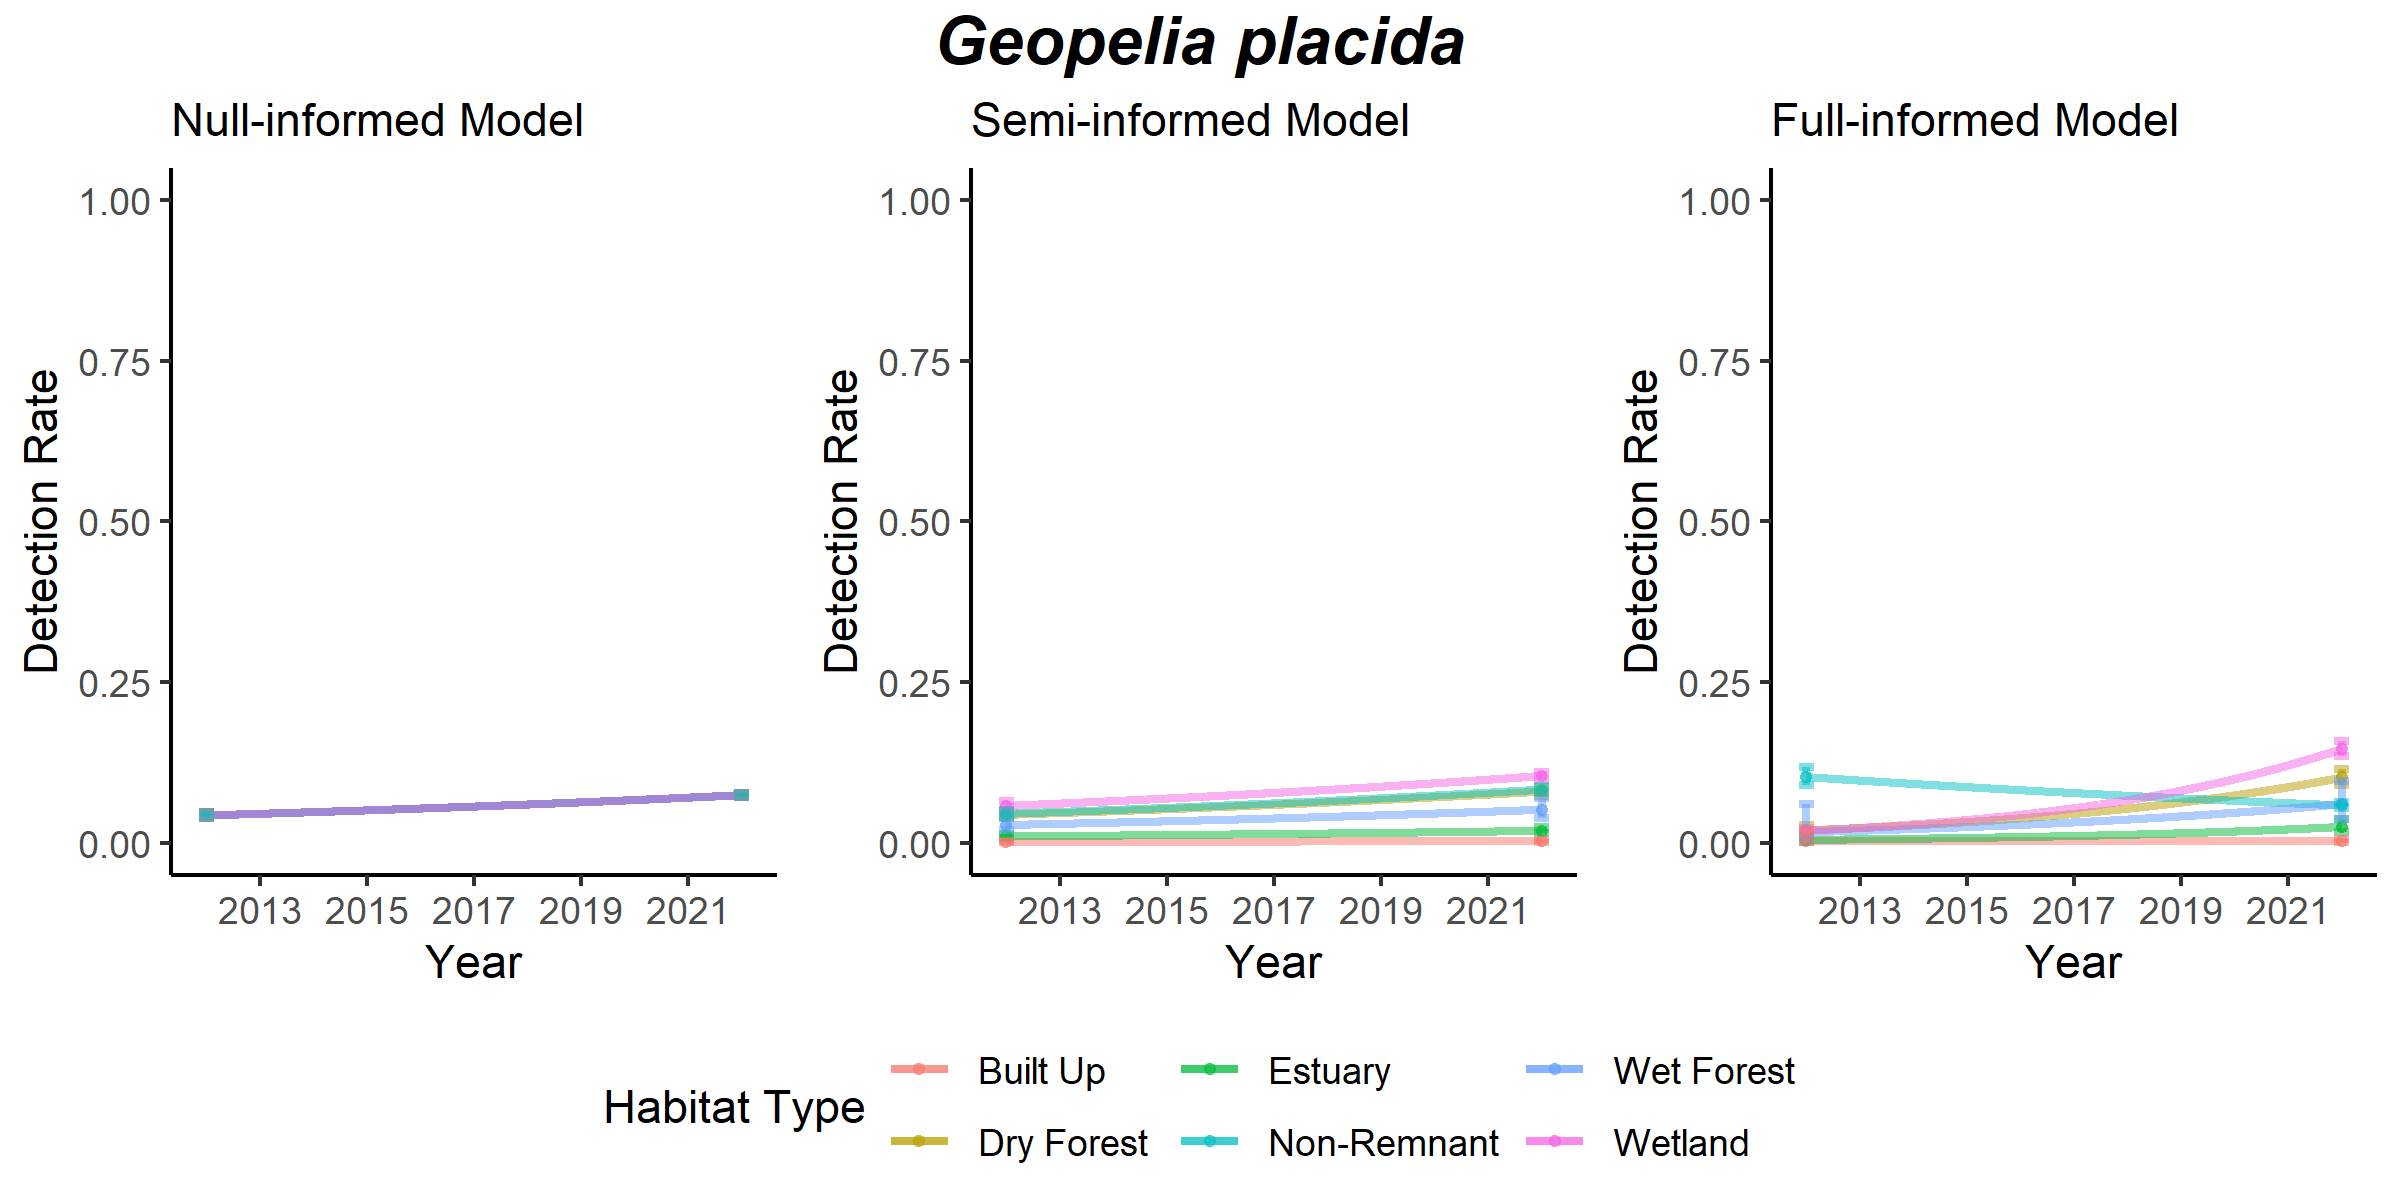 Geopelia placida
Null-informed Model
Semi-informed Model
Full-informed Model
Detection Rate
1.00
0.75
0.50
0.25
0.00
2013 2015 2017 2019 2021
Year
Detection Rate
1.00
0.75
0.50
0.25
0.00
2013 2015 2017 2019 2021
Year
Detection Rate
1.00
0.75
0.50
0.25
0.00
2013 2015 2017 2019 2021
Year
Habitat Type
Built Up
Estuary
Wet Forest
Dry Forest
Non-Remnant
Wetland